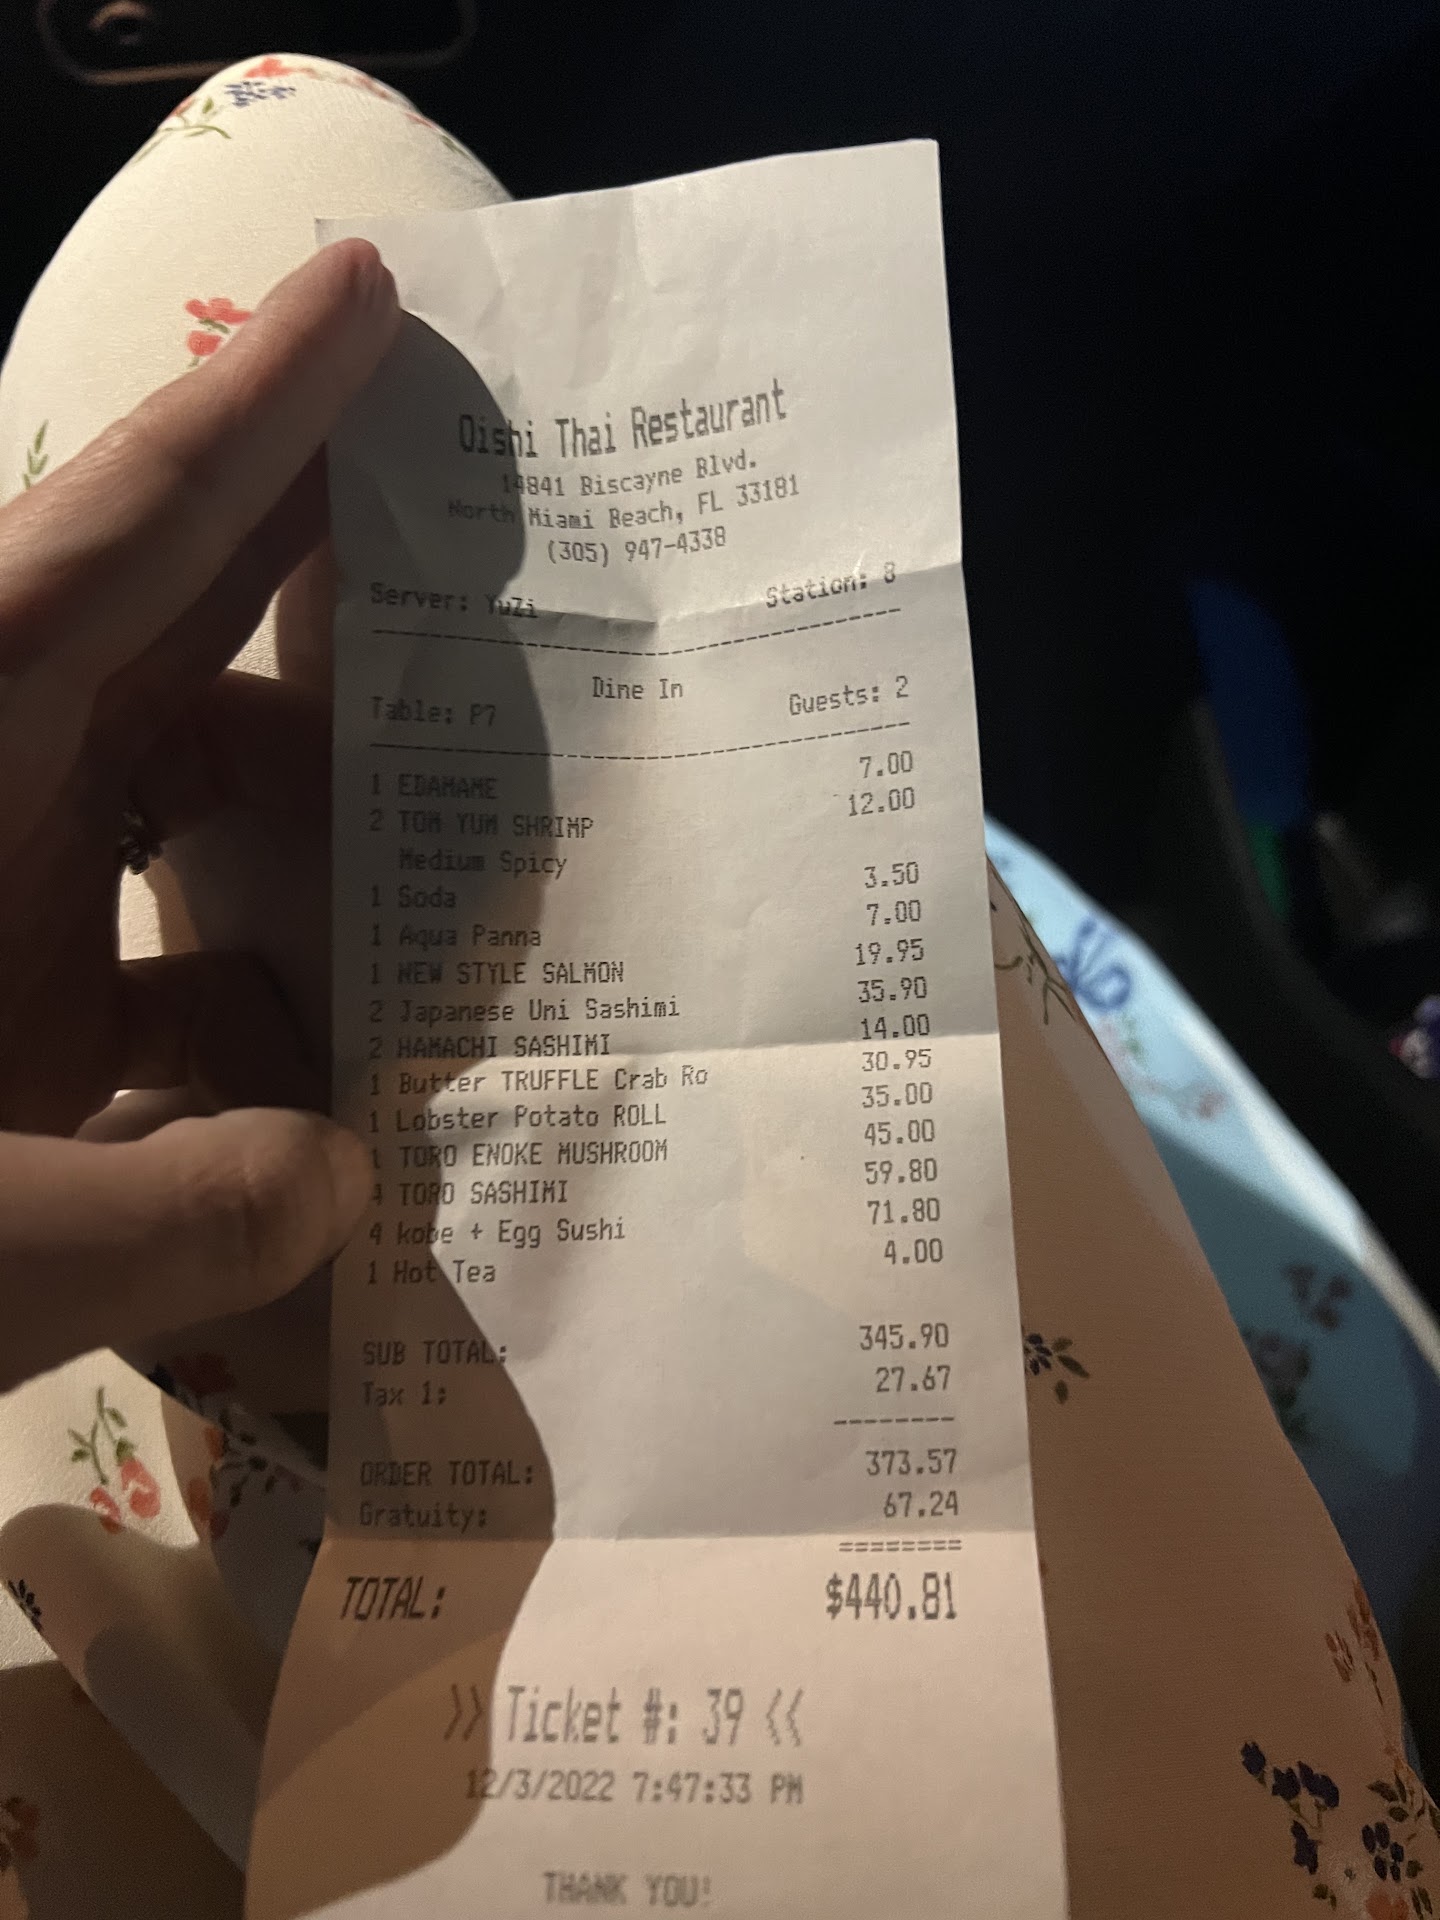 Oishi Thai Restaurant
14841 Biscayne Blvd.
North Miami Beach, FL 33181
(305) 947-4338
Server: YuZi Station: 8
Dine In
Table: P7 Guests: 2
1 EDAMAME 7.00
2 TOM YUM SHRIMP 12.00
Medium Spicy
1 Soda 3.50
1 Aqua Panna 7.00
1 NEW STYLE SALMON 19.95
2 Japanese Uni Sashimi 35.90
2 HAMACHI SASHIMI 14.00
1 Butter TRUFFLE Crab Ro 30.95
1 Lobster Potato ROLL 35.00
1 TORO ENOKE MUSHROOM 45.00
4 TORO SASHIMI 59.80
4 kobe + Egg Sushi 71.80
1 Hot Tea 4.00
SUB TOTAL: 345.90
Tax 1: 27.67
--------
ORDER TOTAL: 373.57
Gratuity: 67.24
========
TOTAL: $440.81
>> Ticket #: 39 <<
12/3/2022 7:47:33 PM
THANK YOU!